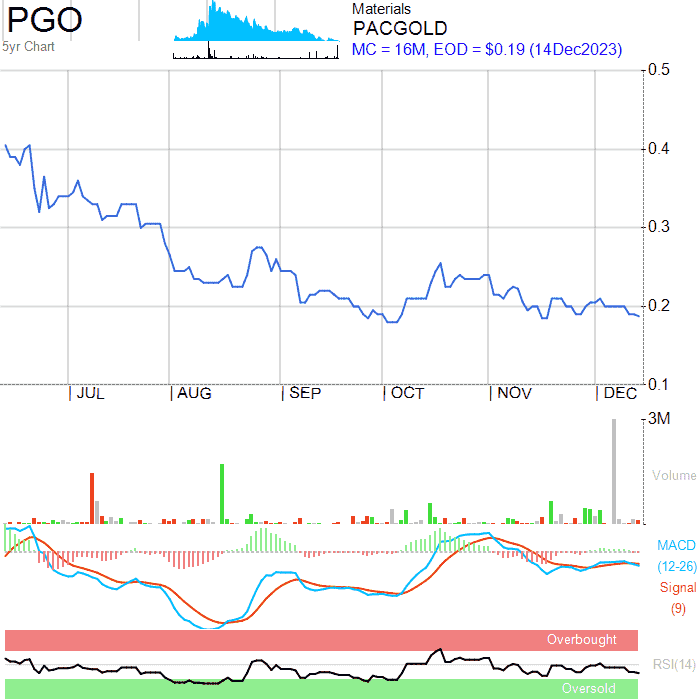 PGO
5yr Chart
Materials
PACGOLD
MC = 16M, EOD = $0.19 (14Dec2023)
0.5
0.4
0.3
0.2
0.1
| JUL | AUG | SEP | OCT | NOV | DEC
3M
Volume
MACD
(12-26)
Signal
(9)
Overbought
RSI(14)
Oversold